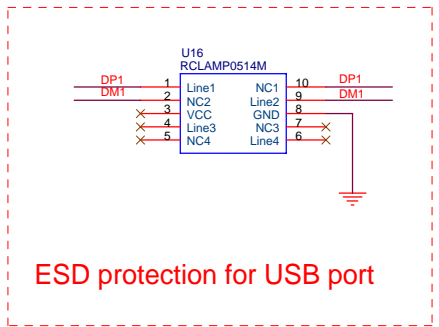 U16
RCLAMP0514M
DP1 1 Line1 NC1 10 DP1
DM1 2 NC2 Line2 9 DM1
3 VCC GND 8
4 Line3 NC3 7
5 NC4 Line4 6
ESD protection for USB port